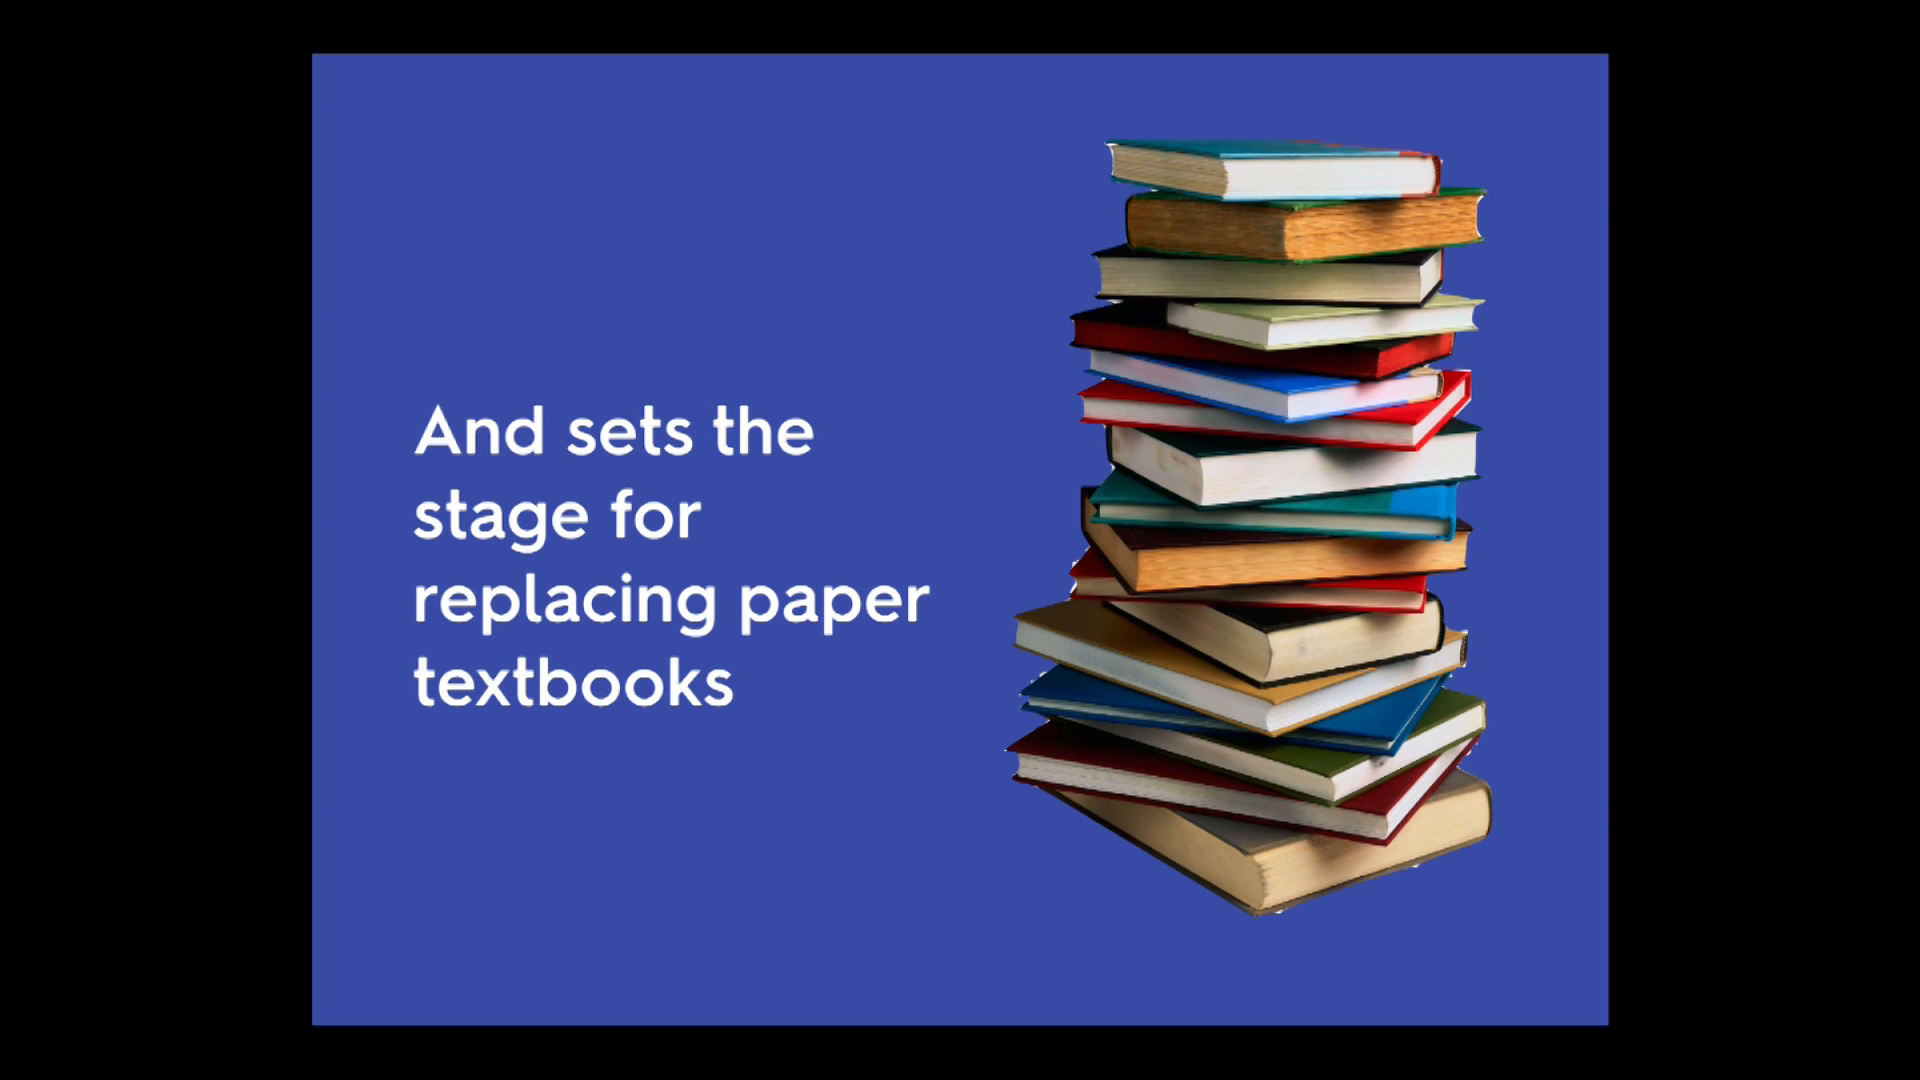 And sets the
stage for
replacing paper
textbooks